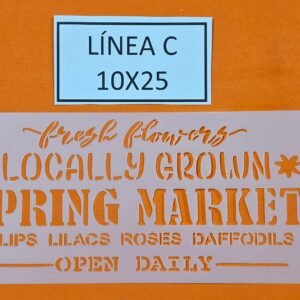 LÍNEA C
10X25
fresh flowers
LOCALLY GROWN
PRING MARKET
LIPS LILACS ROSES DAFFODILS
OPEN DAILY